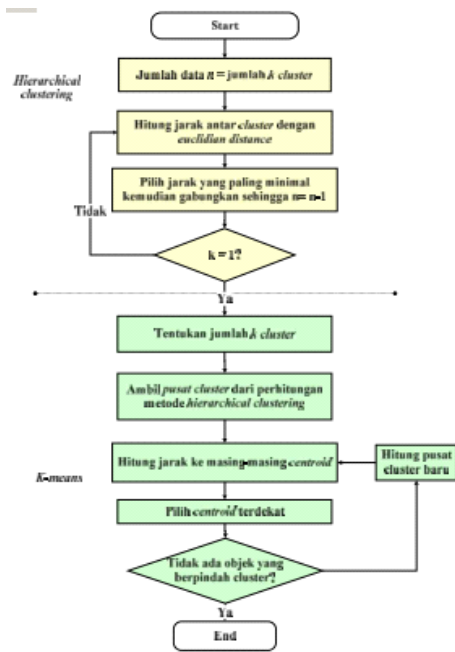 Start
Hierarchical
clustering
Jumlah data n = jumlah k cluster
Hitung jarak antar cluster dengan
euclidian distance
Pilih jarak yang paling minimal
kemudian gabungkan sehingga n= n-1
Tidak
k = 1?
Ya
Tentukan jumlah k cluster
Ambil pusat cluster dari perhitungan
metode hierarchical clustering
Hitung jarak ke masing-masing centroid
Hitung pusat
cluster baru
K-means
Pilih centroid terdekat
Tidak ada objek yang
berpindah cluster?
Ya
End